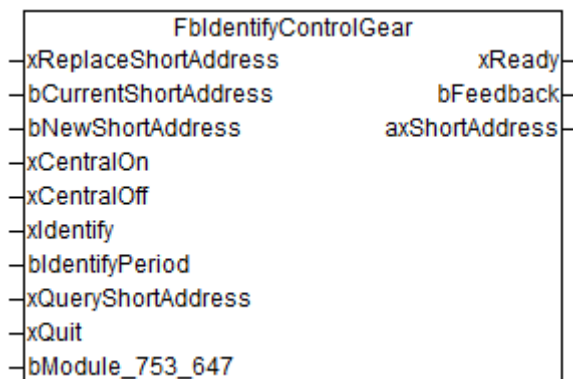 FbIdentifyControlGear
xReplaceShortAddress xReady
bCurrentShortAddress bFeedback
bNewShortAddress axShortAddress
xCentralOn
xCentralOff
xIdentify
bIdentifyPeriod
xQueryShortAddress
xQuit
bModule_753_647